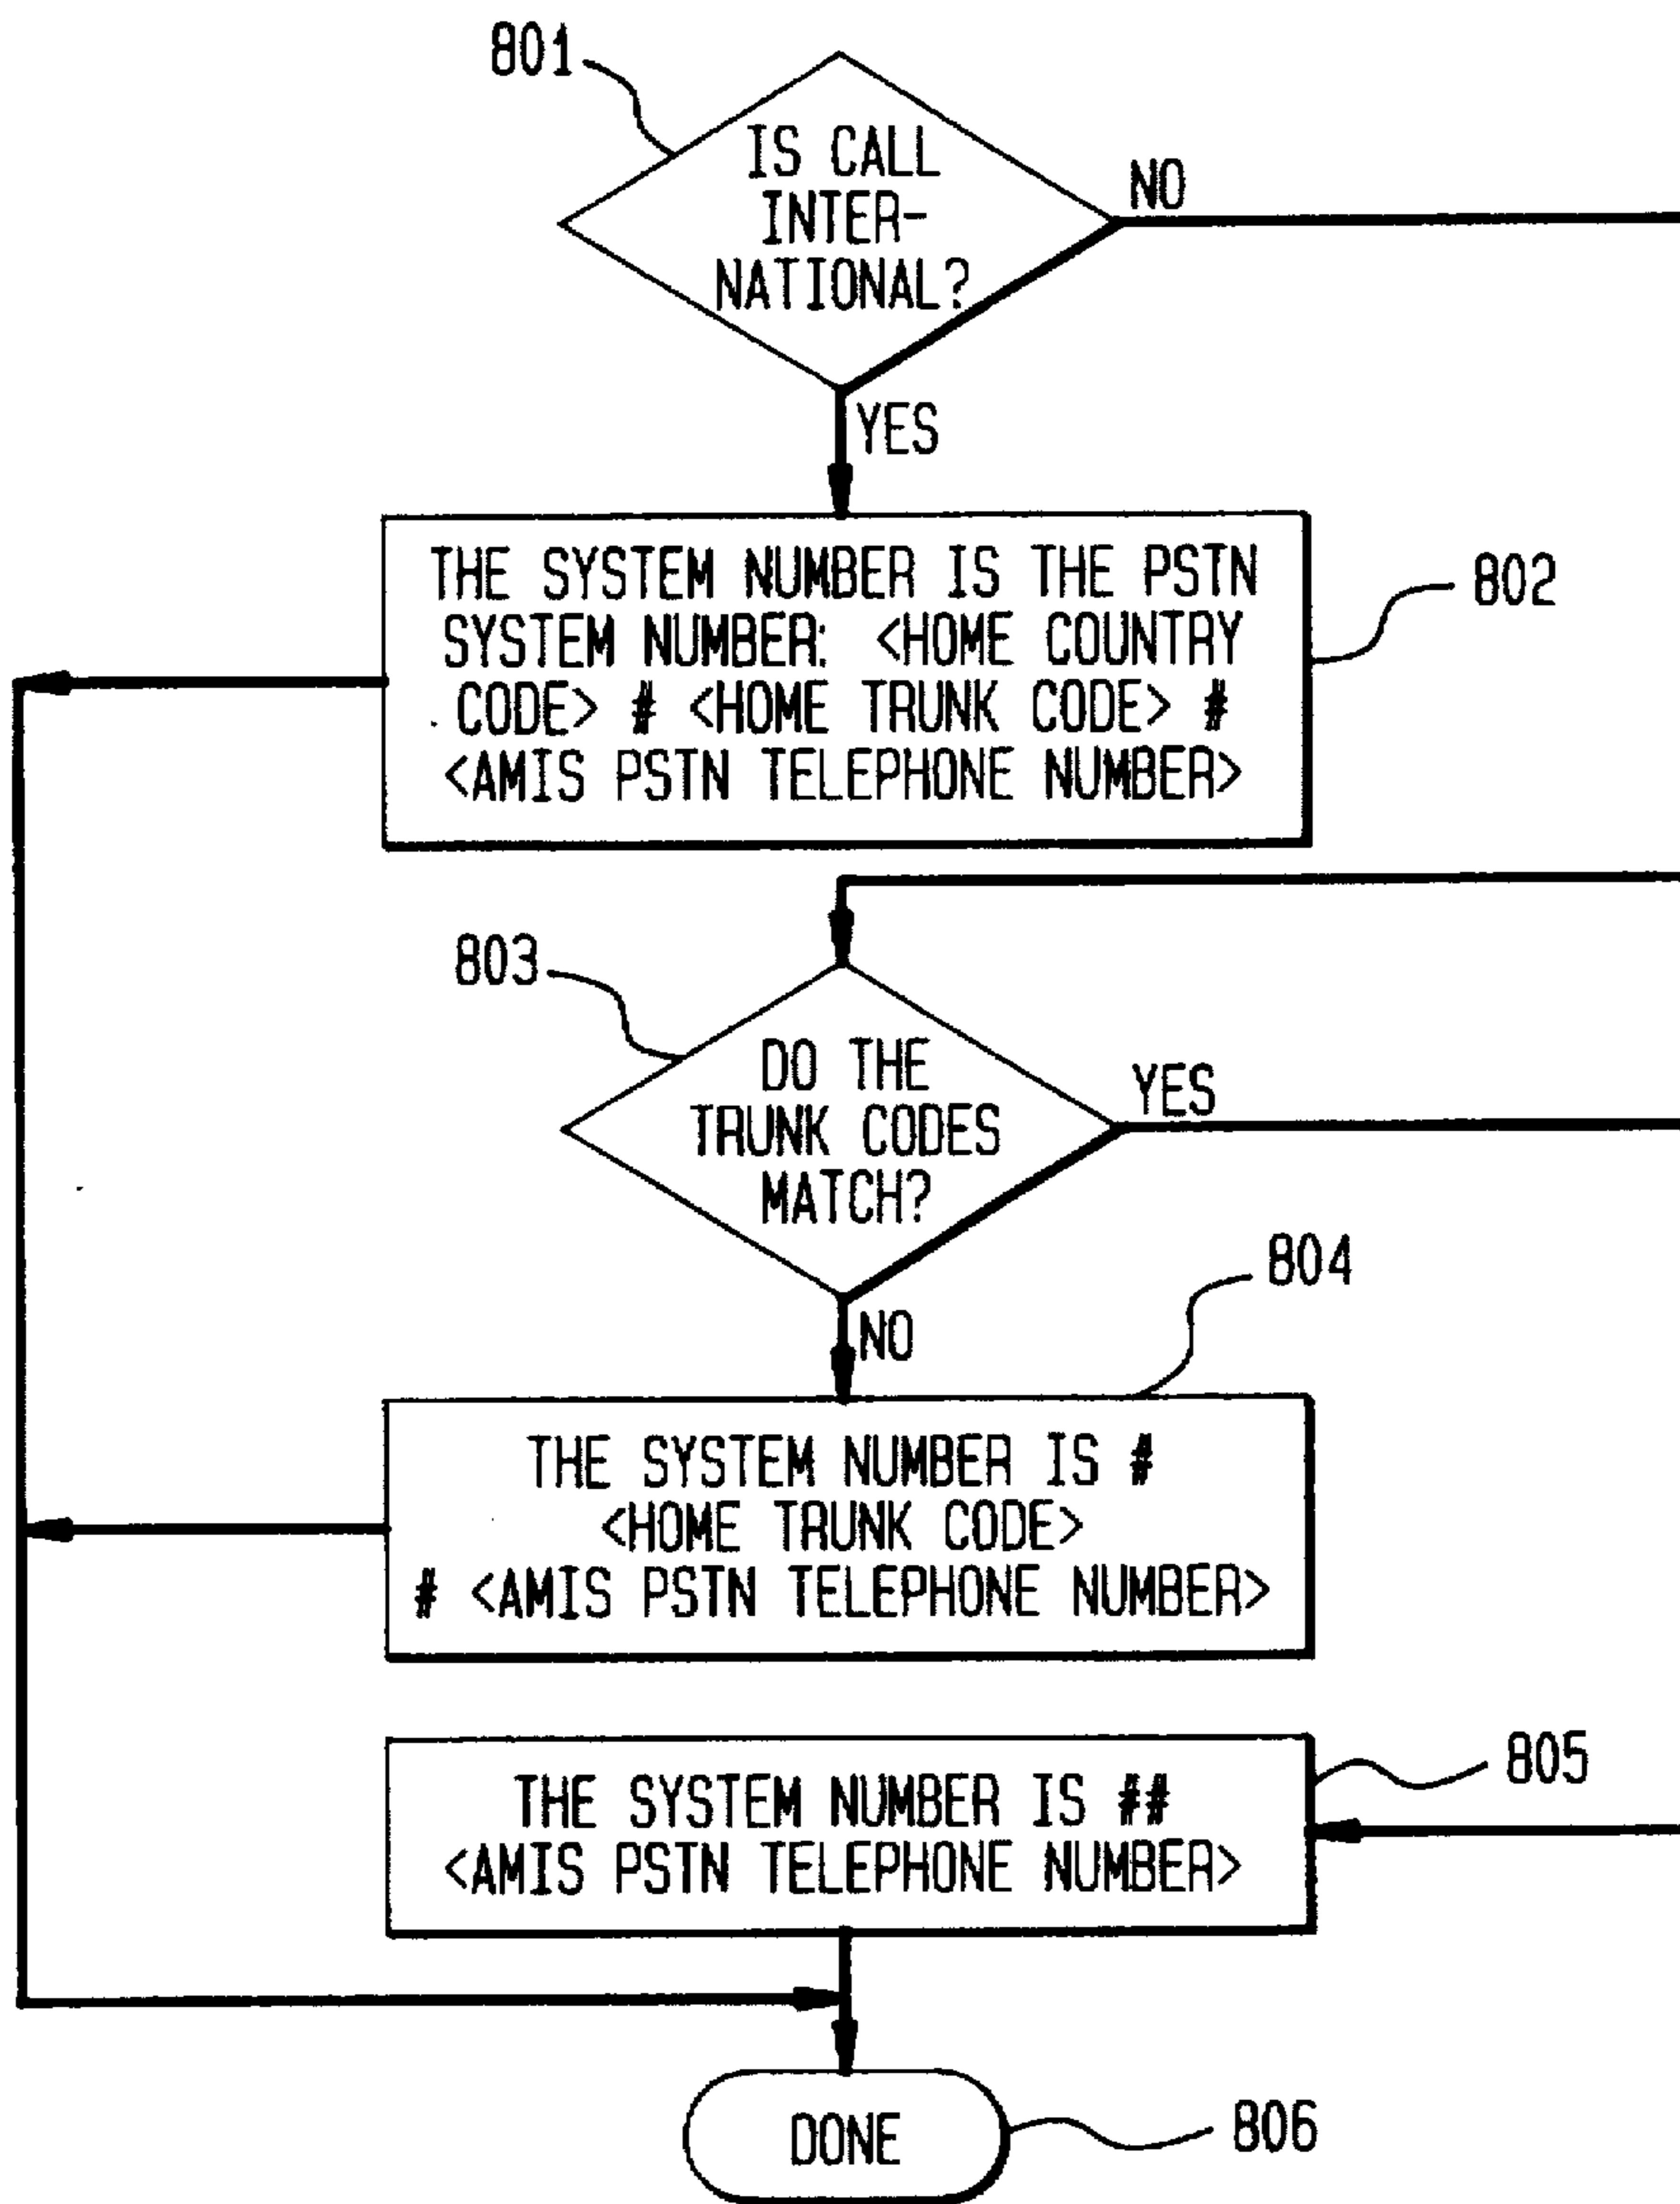 801
IS CALL
INTER-
NATIONAL?
NO
YES
THE SYSTEM NUMBER IS THE PSTN
SYSTEM NUMBER: <HOME COUNTRY
CODE> # <HOME TRUNK CODE> #
<AMIS PSTN TELEPHONE NUMBER>
802
803
DO THE
TRUNK CODES
MATCH?
YES
NO
804
THE SYSTEM NUMBER IS #
<HOME TRUNK CODE>
# <AMIS PSTN TELEPHONE NUMBER>
805
THE SYSTEM NUMBER IS ##
<AMIS PSTN TELEPHONE NUMBER>
DONE
806